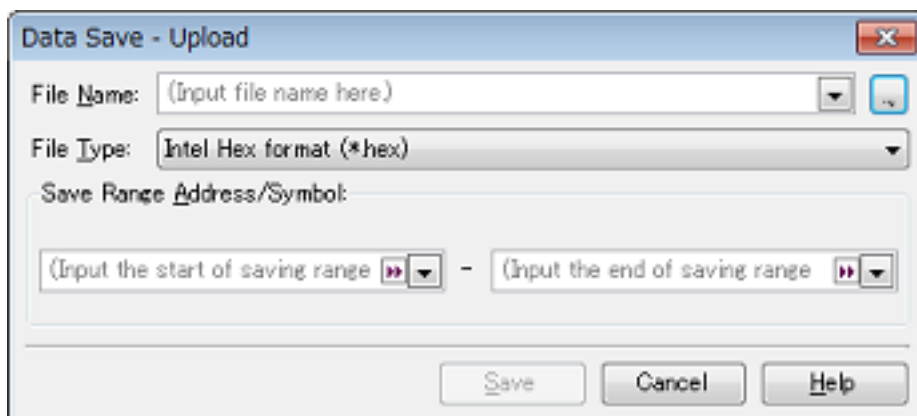 Data Save - Upload
File Name: (Input file name here)
File Type: Intel Hex format (*.hex)
Save Range Address/Symbol:
(Input the start of saving range - (Input the end of saving range
Save Cancel Help